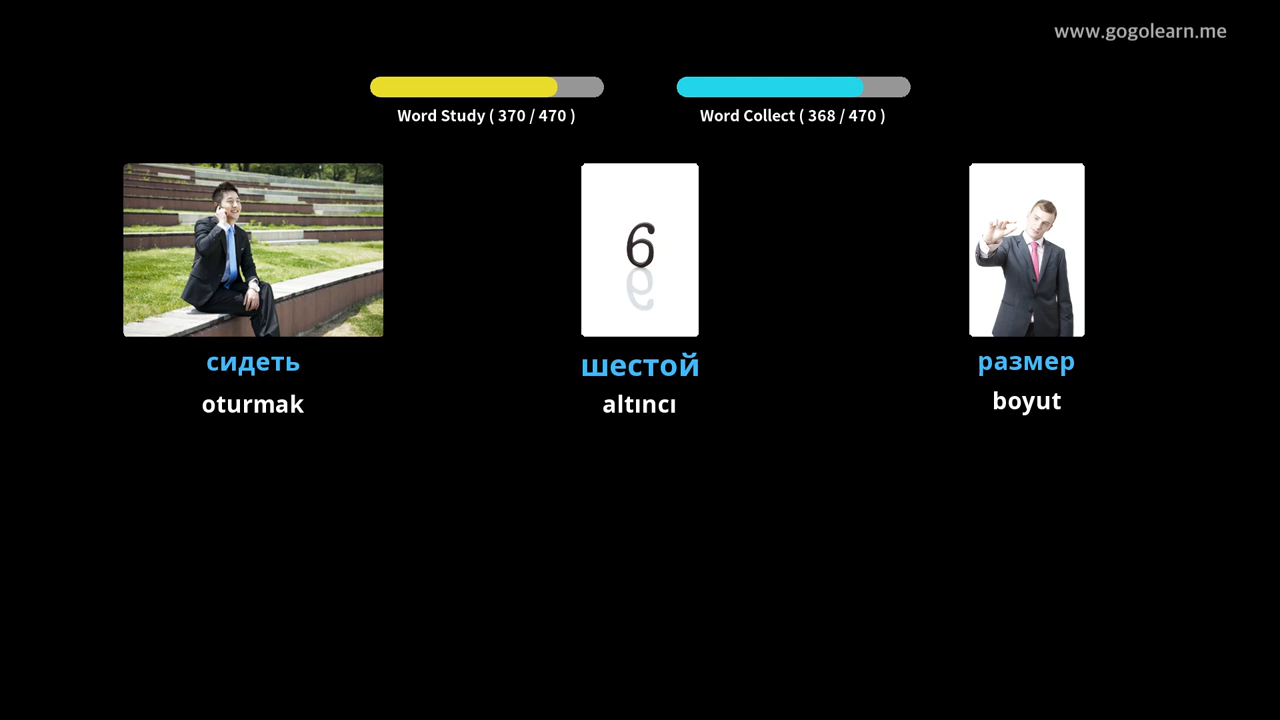 www.gogolearn.me
Word Study ( 370 / 470 )
Word Collect ( 368 / 470 )
6
сидеть
шестой
размер
oturmak
altıncı
boyut